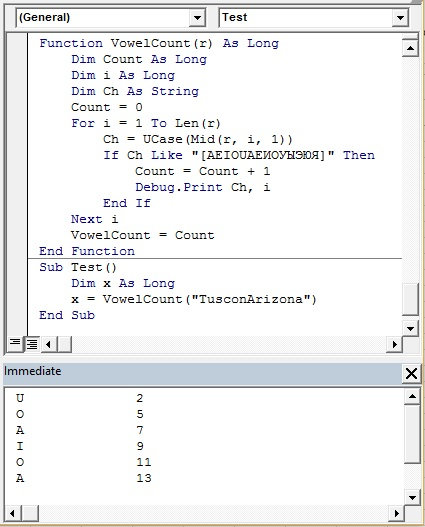 (General) Test
Function VowelCount(r) As Long
Dim Count As Long
Dim i As Long
Dim Ch As String
Count = 0
For i = 1 To Len(r)
Ch = UCase(Mid(r, i, 1))
If Ch Like "[AEIOUАЕИОУЫЭЮЯ]" Then
Count = Count + 1
Debug.Print Ch, i
End If
Next i
VowelCount = Count
End Function
Sub Test()
Dim x As Long
x = VowelCount("TusconArizona")
End Sub
Immediate
U 2
O 5
A 7
I 9
O 11
A 13